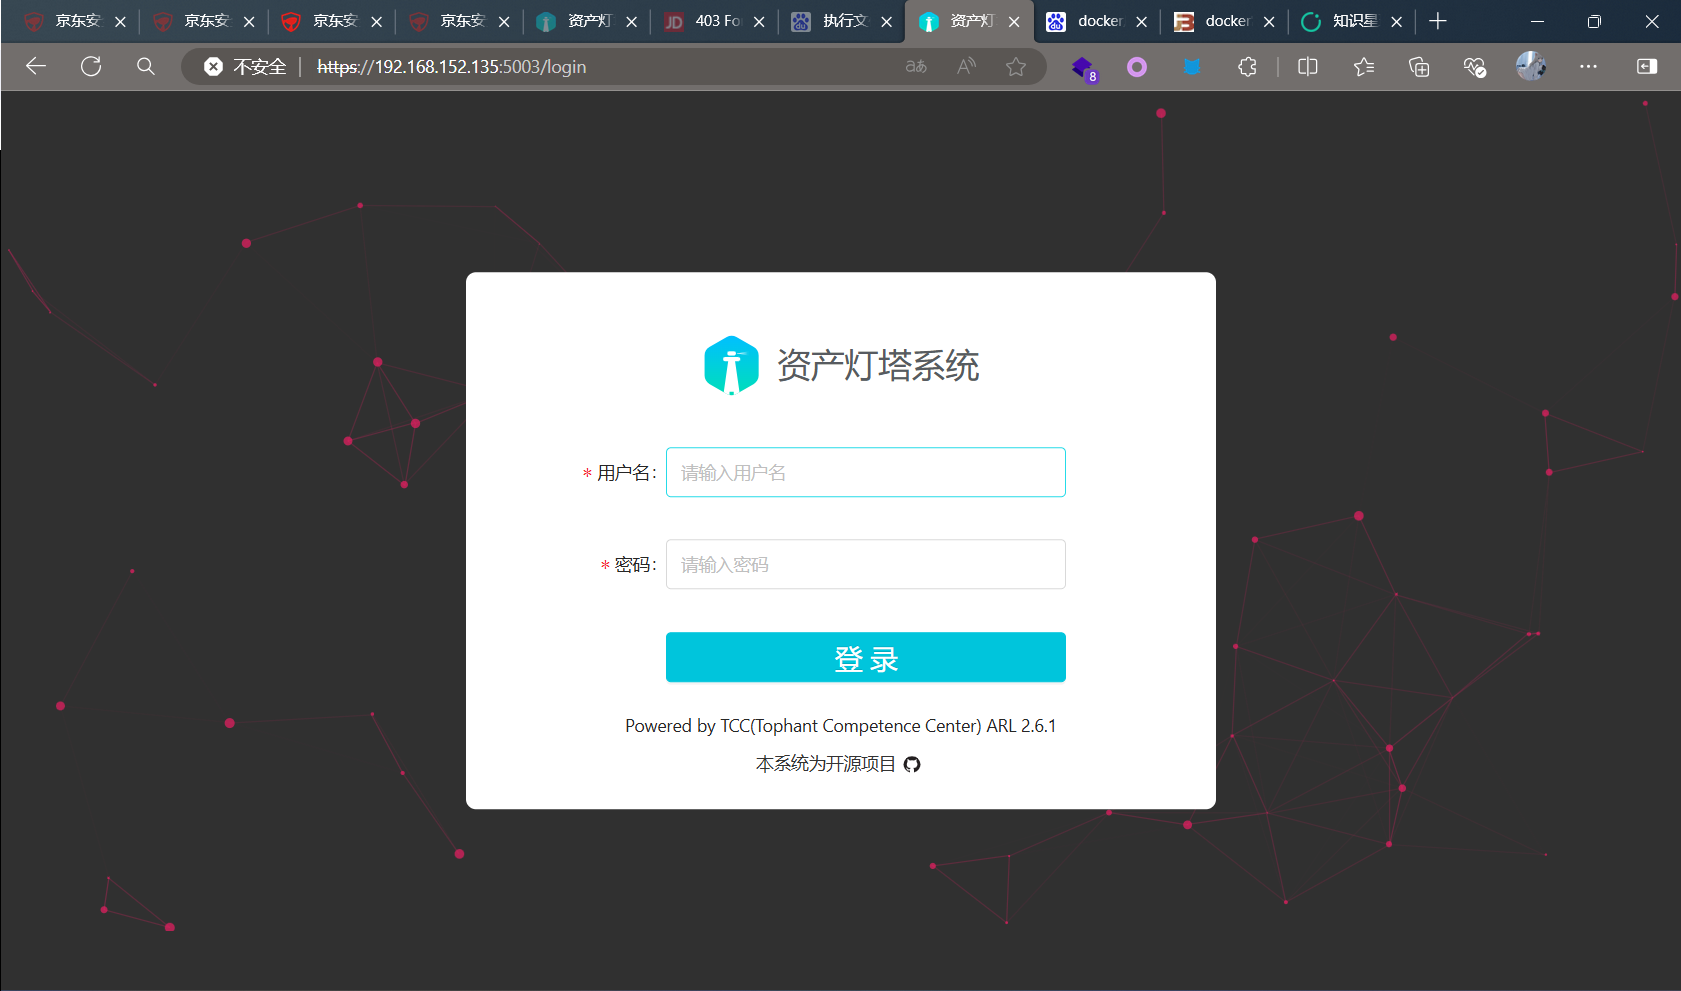 京东安 京东安 京东安 京东安 资产灯 403 Fo 执行文 资产灯 docker docker 知识星
不安全 https://192.168.152.135:5003/login aあ A 8
资产灯塔系统
* 用户名: 请输入用户名
* 密码: 请输入密码
登 录
Powered by TCC(Tophant Competence Center) ARL 2.6.1
本系统为开源项目